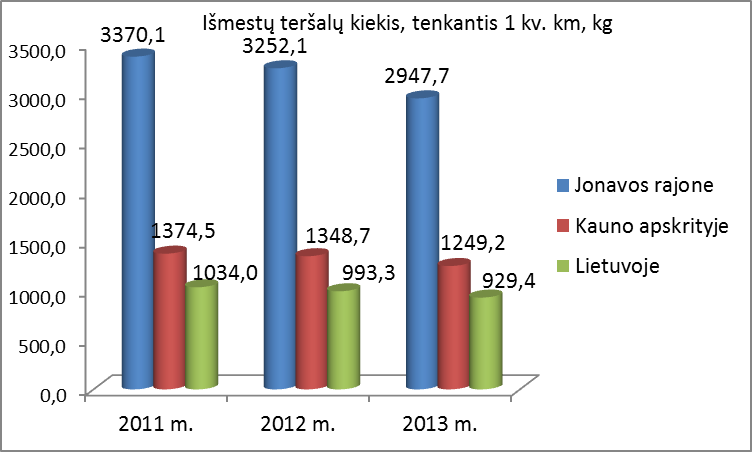 Išmestų teršalų kiekis, tenkantis 1 kv. km, kg
3500,0
3000,0
2500,0
2000,0
1500,0
1000,0
500,0
0,0
3370,1
1374,5
1034,0
3252,1
1348,7
993,3
2947,7
1249,2
929,4
2011 m.
2012 m.
2013 m.
Jonavos rajone
Kauno apskrityje
Lietuvoje